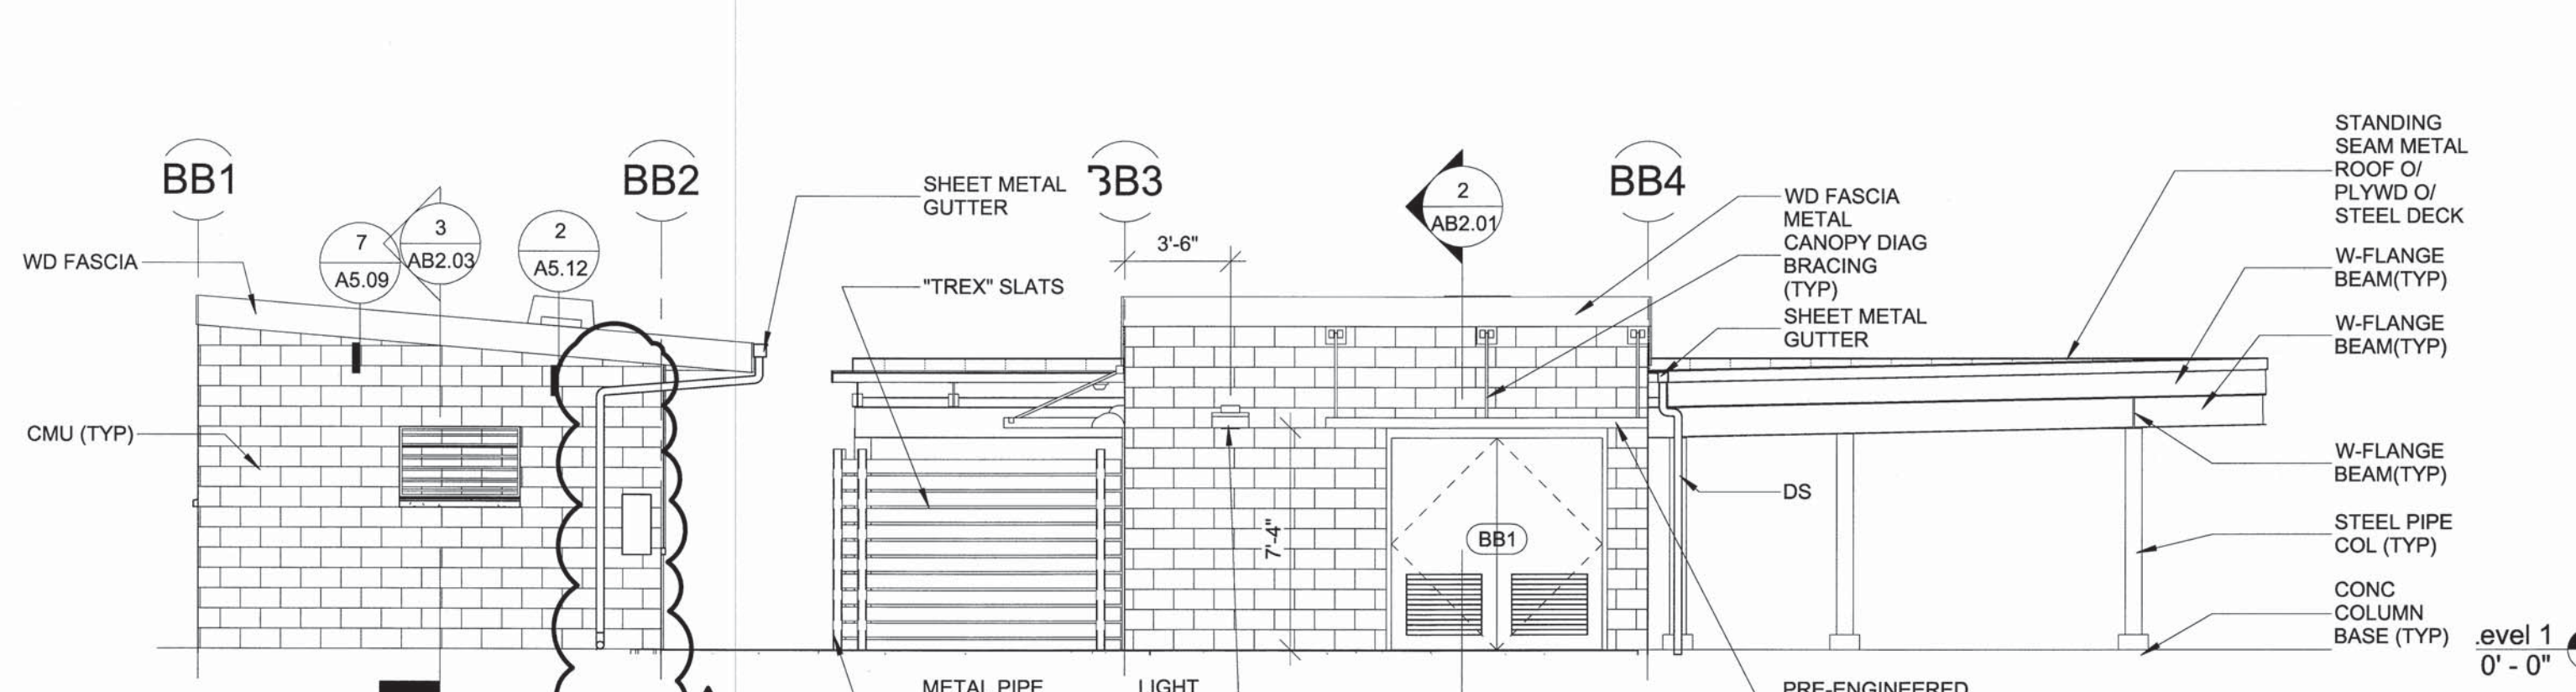 STANDING
SEAM METAL
ROOF O/
PLYWD O/
STEEL DECK
BB1
BB2
BB3
BB4
SHEET METAL
GUTTER
2
AB2.01
WD FASCIA
METAL
CANOPY DIAG
BRACING
(TYP)
SHEET METAL
GUTTER
3'-6"
7
A5.09
3
AB2.03
2
A5.12
WD FASCIA
"TREX" SLATS
W-FLANGE
BEAM(TYP)
W-FLANGE
BEAM(TYP)
CMU (TYP)
W-FLANGE
BEAM(TYP)
DS
7'-4"
BB1
STEEL PIPE
COL (TYP)
CONC
COLUMN
BASE (TYP)
evel 1
0' - 0"
METAL PIPE
LIGHT
PRE-ENGINEERED